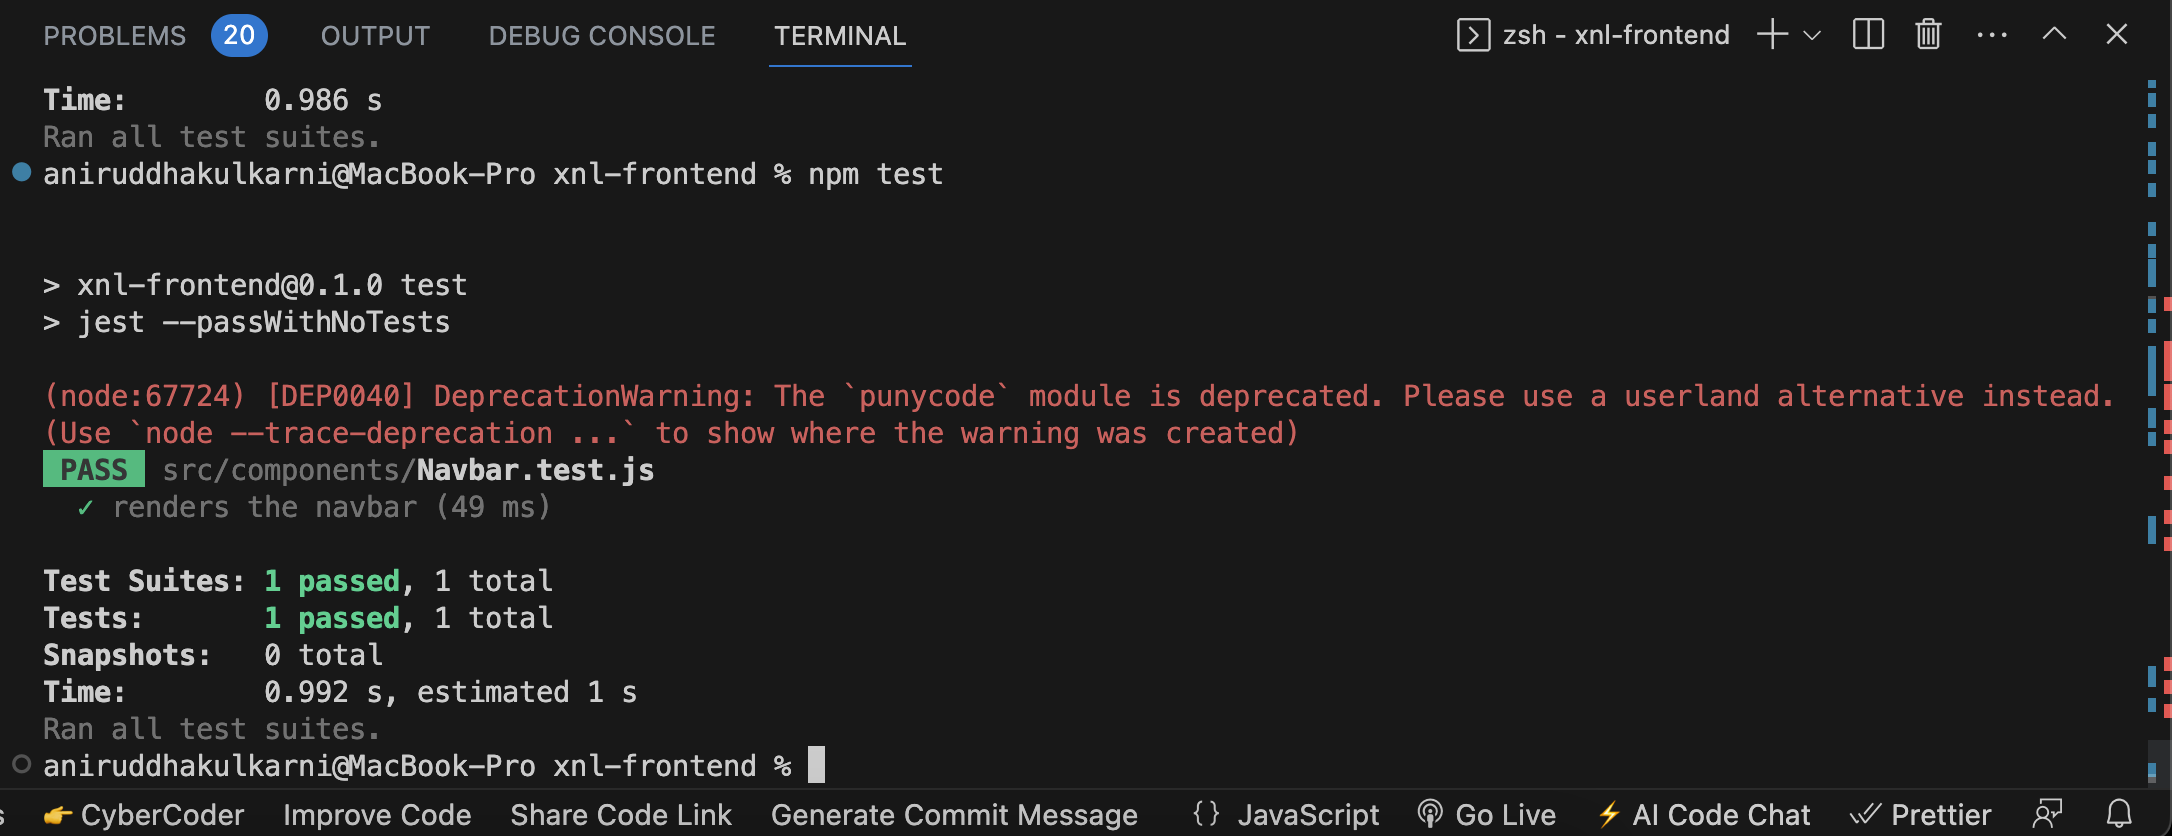 PROBLEMS 20 OUTPUT DEBUG CONSOLE TERMINAL zsh - xnl-frontend
Time: 0.986 s
Ran all test suites.
aniruddhakulkarni@MacBook-Pro xnl-frontend % npm test
> xnl-frontend@0.1.0 test
> jest --passWithNoTests
(node:67724) [DEP0040] DeprecationWarning: The `punycode` module is deprecated. Please use a userland alternative instead.
(Use `node --trace-deprecation ...` to show where the warning was created)
PASS src/components/Navbar.test.js
✓ renders the navbar (49 ms)
Test Suites: 1 passed, 1 total
Tests: 1 passed, 1 total
Snapshots: 0 total
Time: 0.992 s, estimated 1 s
Ran all test suites.
aniruddhakulkarni@MacBook-Pro xnl-frontend %
👉 CyberCoder Improve Code Share Code Link Generate Commit Message {} JavaScript Go Live ⚡ AI Code Chat Prettier